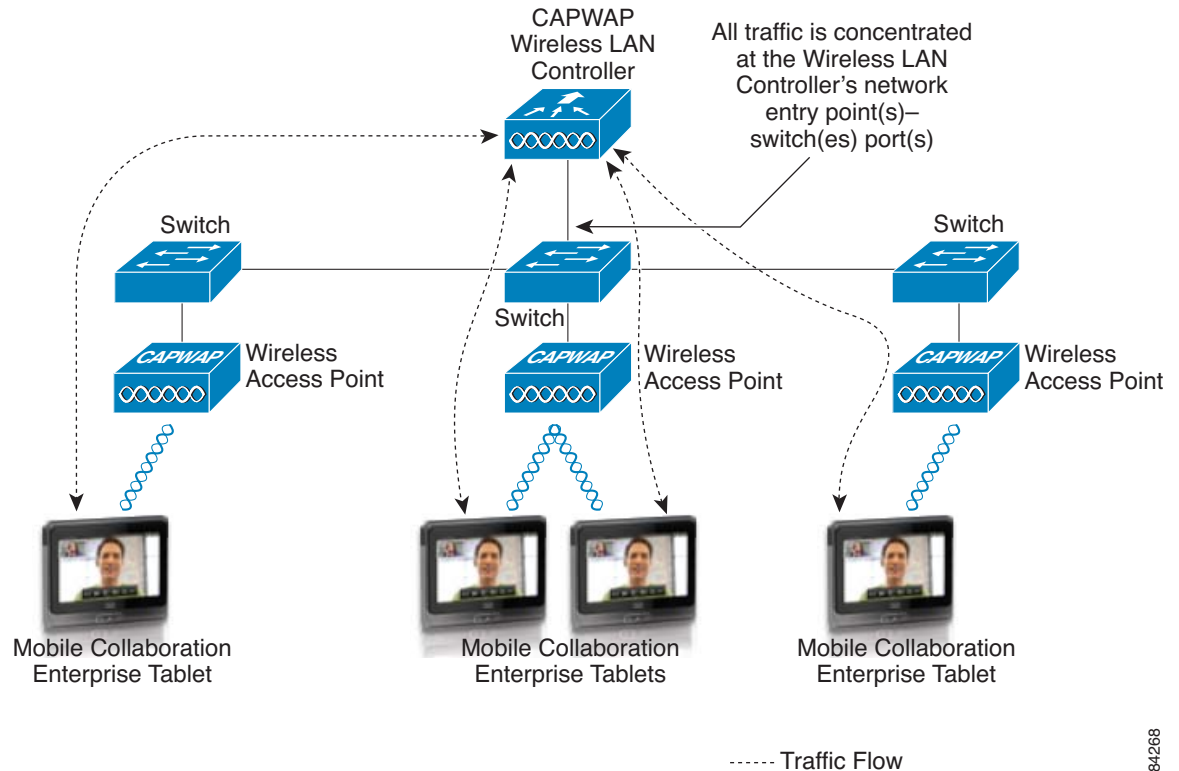 CAPWAP
Wireless LAN
Controller
All traffic is concentrated
at the Wireless LAN
Controller's network
entry point(s)–
switch(es) port(s)
Switch
Switch
Switch
CAPWAP
Wireless
Access Point
CAPWAP
Wireless
Access Point
CAPWAP
Wireless
Access Point
Mobile Collaboration
Enterprise Tablet
Mobile Collaboration
Enterprise Tablets
Mobile Collaboration
Enterprise Tablet
Traffic Flow
84268